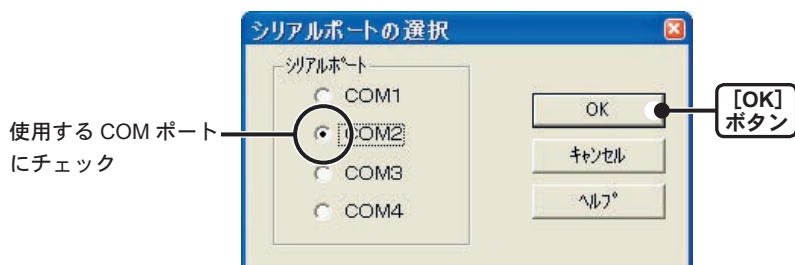 シリアルポートの選択
シリアルポート
COM1
COM2
COM3
COM4
OK
キャンセル
ヘルプ
使用する COM ポート
にチェック
［OK］
ボタン